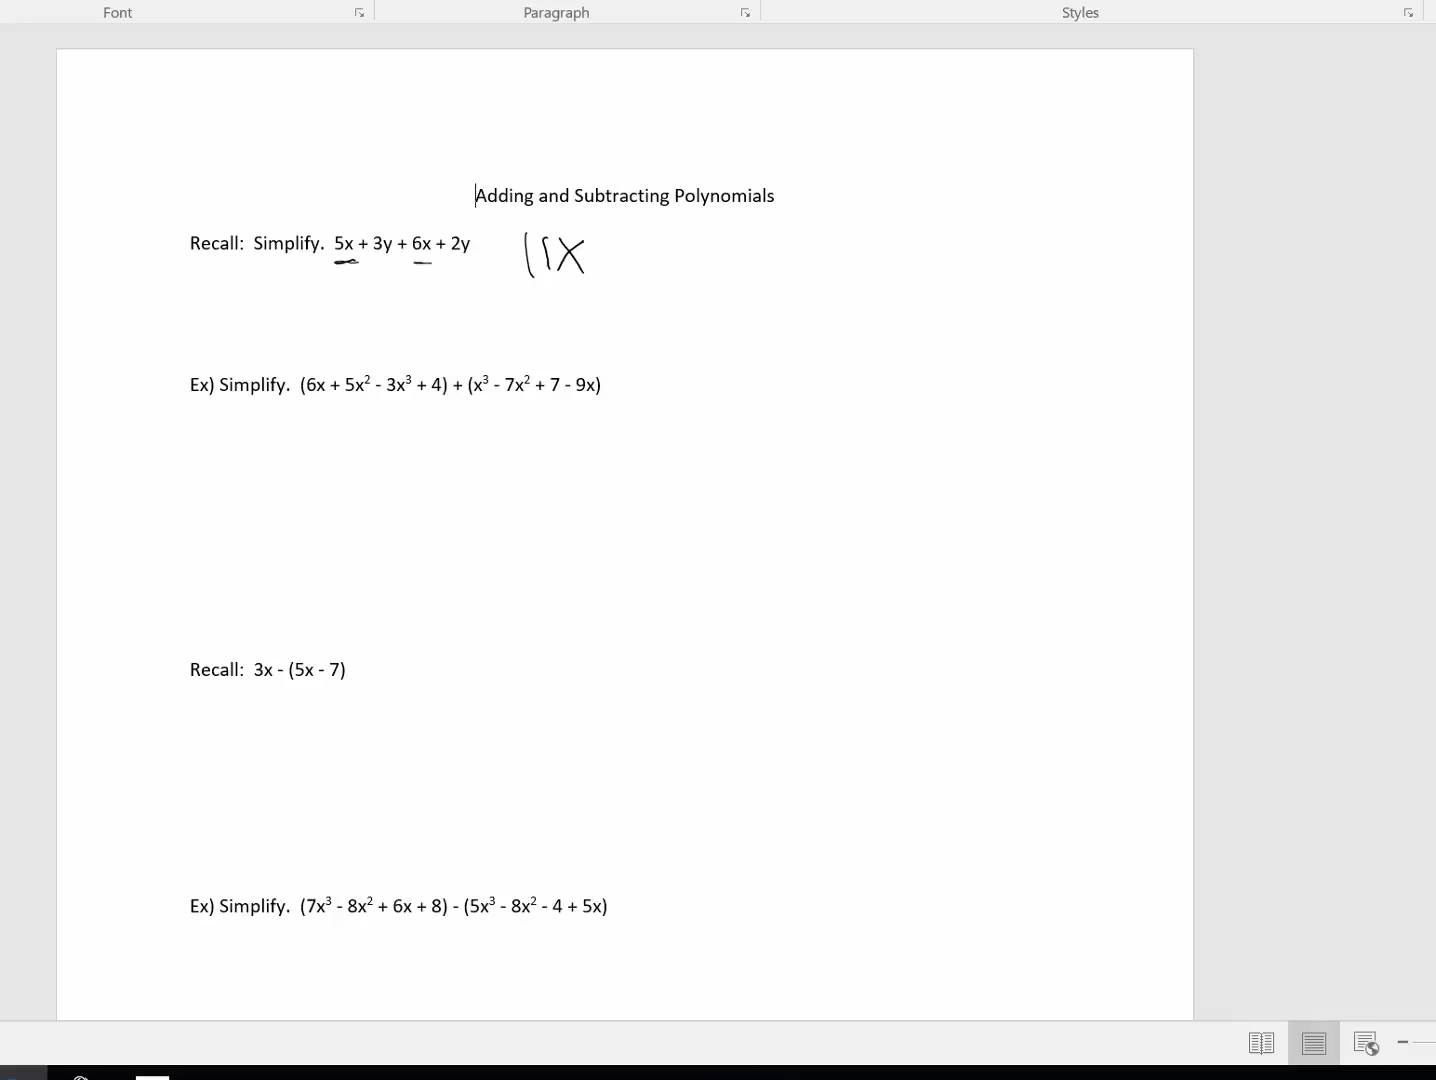 Font Paragraph Styles
Adding and Subtracting Polynomials
Recall: Simplify. 5x + 3y + 6x + 2y 11x
Ex) Simplify. (6x + 5x² - 3x³ + 4) + (x³ - 7x² + 7 - 9x)
Recall: 3x - (5x - 7)
Ex) Simplify. (7x³ - 8x² + 6x + 8) - (5x³ - 8x² - 4 + 5x)